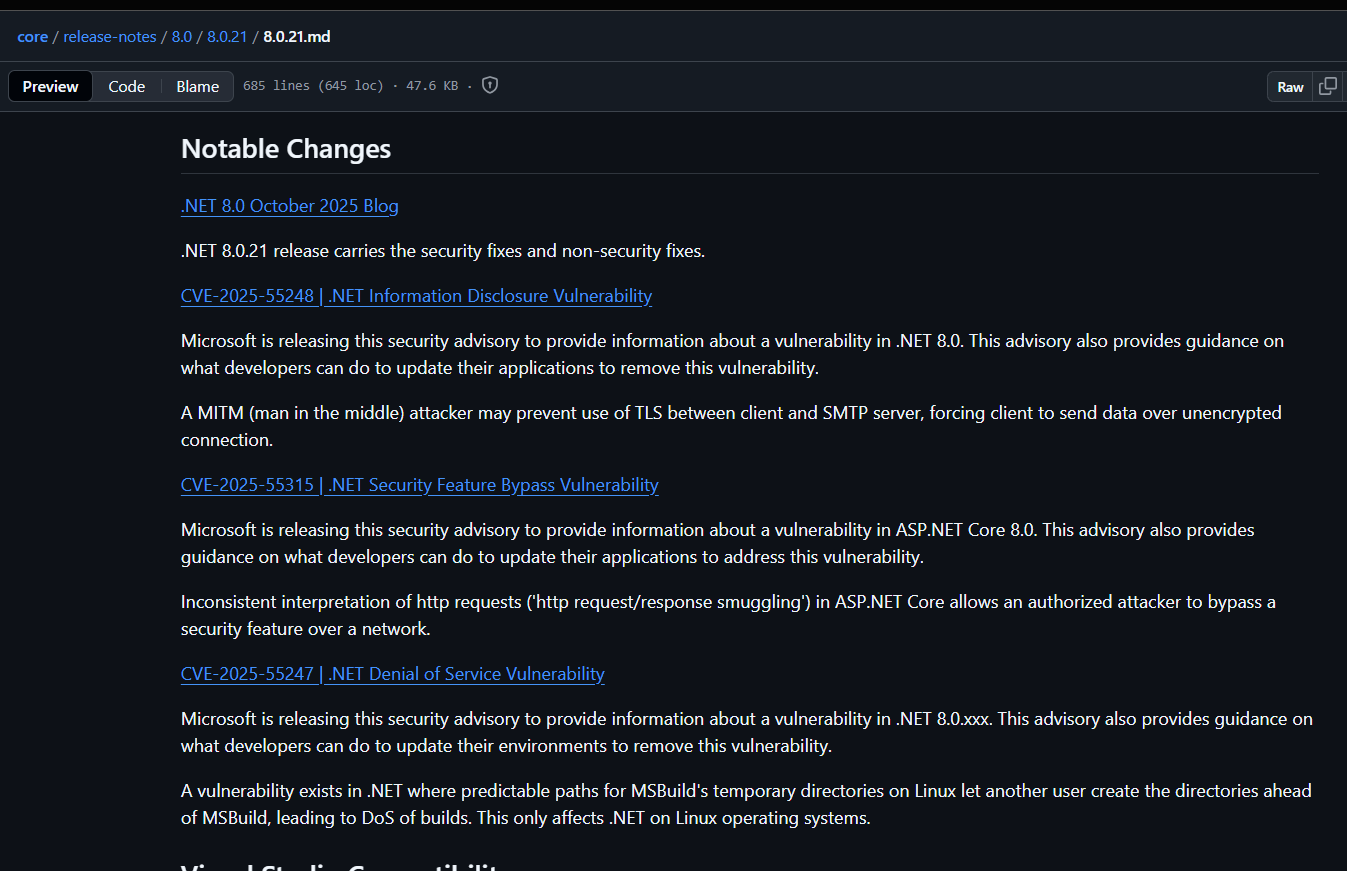 core / release-notes / 8.0 / 8.0.21 / 8.0.21.md
Preview Code Blame 685 lines (645 loc) · 47.6 KB · Raw
Notable Changes
.NET 8.0 October 2025 Blog
.NET 8.0.21 release carries the security fixes and non-security fixes.
CVE-2025-55248 | .NET Information Disclosure Vulnerability
Microsoft is releasing this security advisory to provide information about a vulnerability in .NET 8.0. This advisory also provides guidance on
what developers can do to update their applications to remove this vulnerability.
A MITM (man in the middle) attacker may prevent use of TLS between client and SMTP server, forcing client to send data over unencrypted
connection.
CVE-2025-55315 | .NET Security Feature Bypass Vulnerability
Microsoft is releasing this security advisory to provide information about a vulnerability in ASP.NET Core 8.0. This advisory also provides
guidance on what developers can do to update their applications to address this vulnerability.
Inconsistent interpretation of http requests ('http request/response smuggling') in ASP.NET Core allows an authorized attacker to bypass a
security feature over a network.
CVE-2025-55247 | .NET Denial of Service Vulnerability
Microsoft is releasing this security advisory to provide information about a vulnerability in .NET 8.0.xxx. This advisory also provides guidance on
what developers can do to update their environments to remove this vulnerability.
A vulnerability exists in .NET where predictable paths for MSBuild's temporary directories on Linux let another user create the directories ahead
of MSBuild, leading to DoS of builds. This only affects .NET on Linux operating systems.
Visual Studio Compatibility